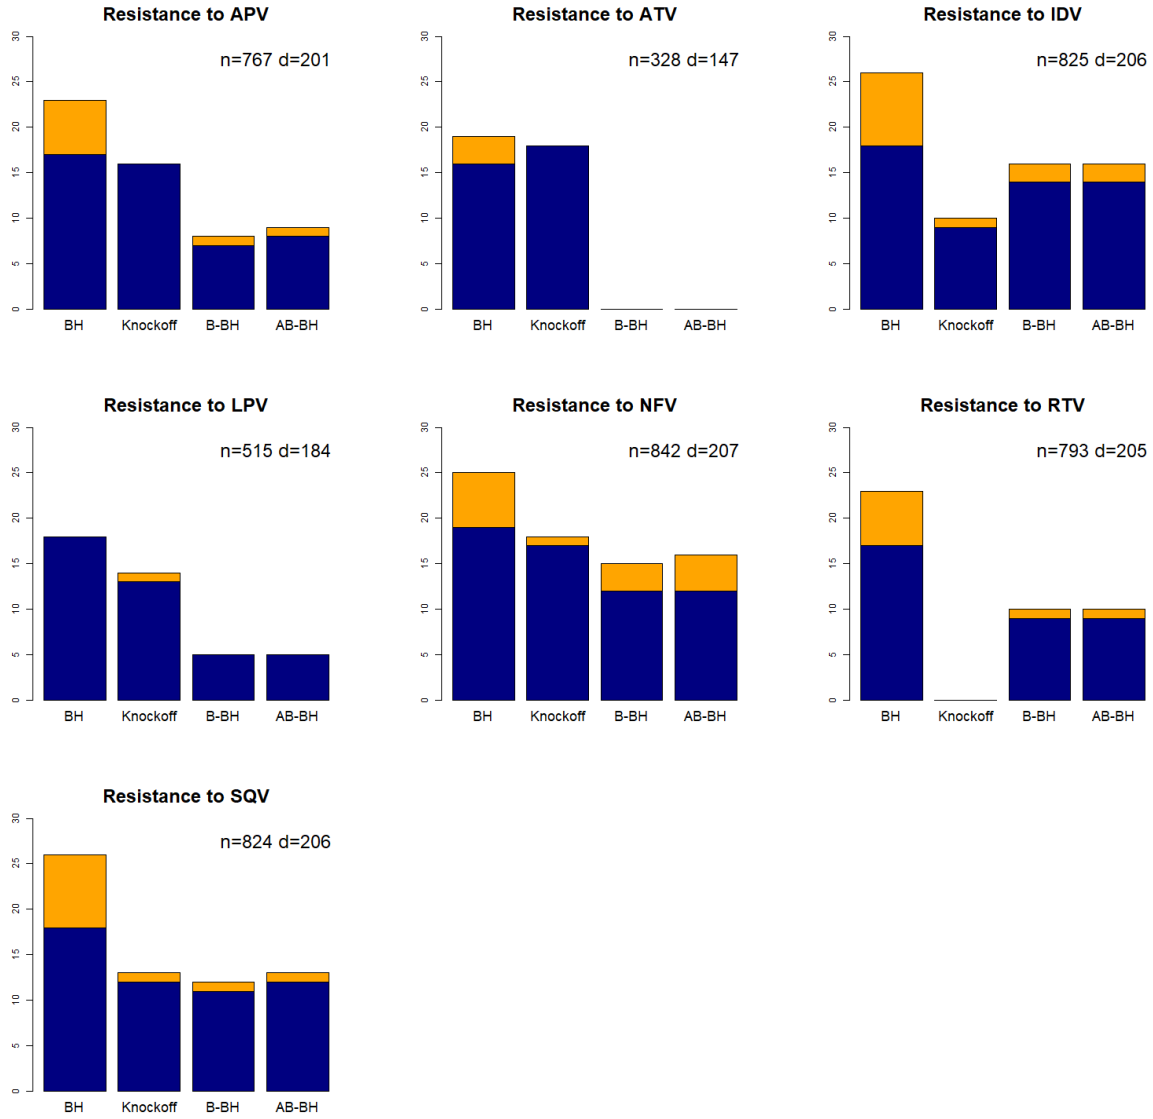 Resistance to APV
n=767 d=201
30
25
20
15
10
5
0
BH Knockoff B-BH AB-BH
Resistance to ATV
n=328 d=147
30
25
20
15
10
5
0
BH Knockoff B-BH AB-BH
Resistance to IDV
n=825 d=206
30
25
20
15
10
5
0
BH Knockoff B-BH AB-BH
Resistance to LPV
n=515 d=184
30
25
20
15
10
5
0
BH Knockoff B-BH AB-BH
Resistance to NFV
n=842 d=207
30
25
20
15
10
5
0
BH Knockoff B-BH AB-BH
Resistance to RTV
n=793 d=205
30
25
20
15
10
5
0
BH Knockoff B-BH AB-BH
Resistance to SQV
n=824 d=206
30
25
20
15
10
5
0
BH Knockoff B-BH AB-BH